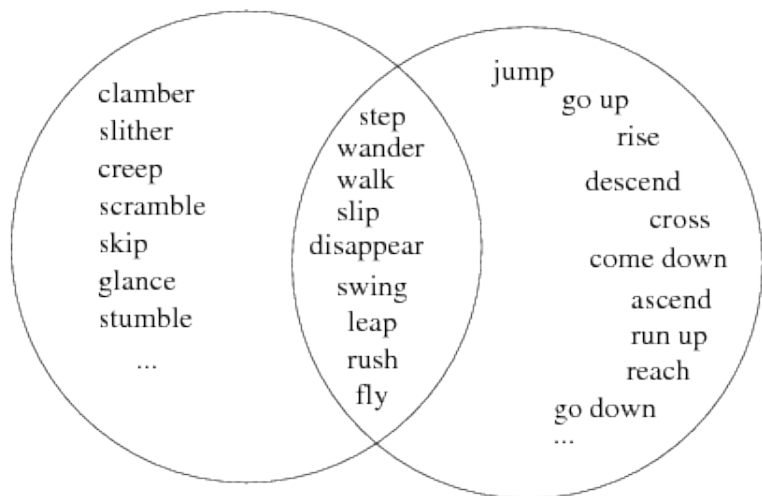 clamber
slither
creep
scramble
skip
glance
stumble
...
step
wander
walk
slip
disappear
swing
leap
rush
fly
jump
go up
rise
descend
cross
come down
ascend
run up
reach
go down
...